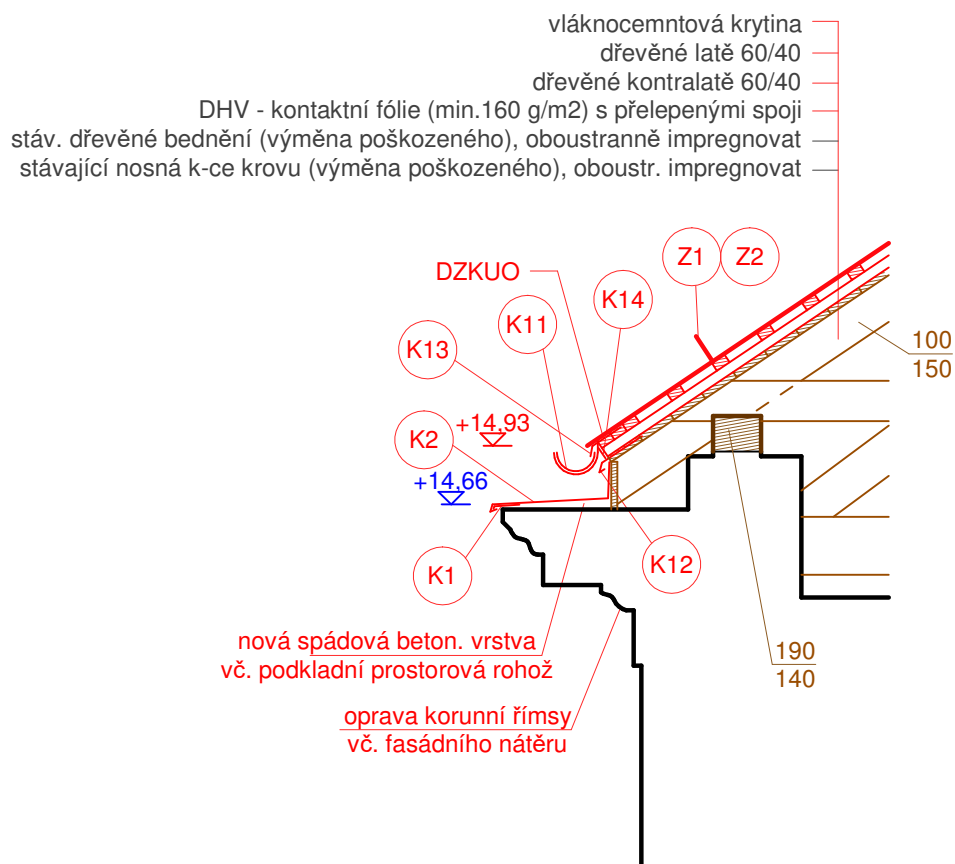 vláknocemntová krytina
dřevěné latě 60/40
dřevěné kontralatě 60/40
DHV - kontaktní fólie (min.160 g/m2) s přelepenými spoji
stáv. dřevěné bednění (výměna poškozeného), oboustranně impregnovat
stávající nosná k-ce krovu (výměna poškozeného), oboustr. impregnovat
Z1
Z2
DZKUO
K14
K11
K13
100
150
K2
+14,93
+14,66
K1
K12
nová spádová beton. vrstva
vč. podkladní prostorová rohož
190
140
oprava korunní římsy
vč. fasádního nátěru